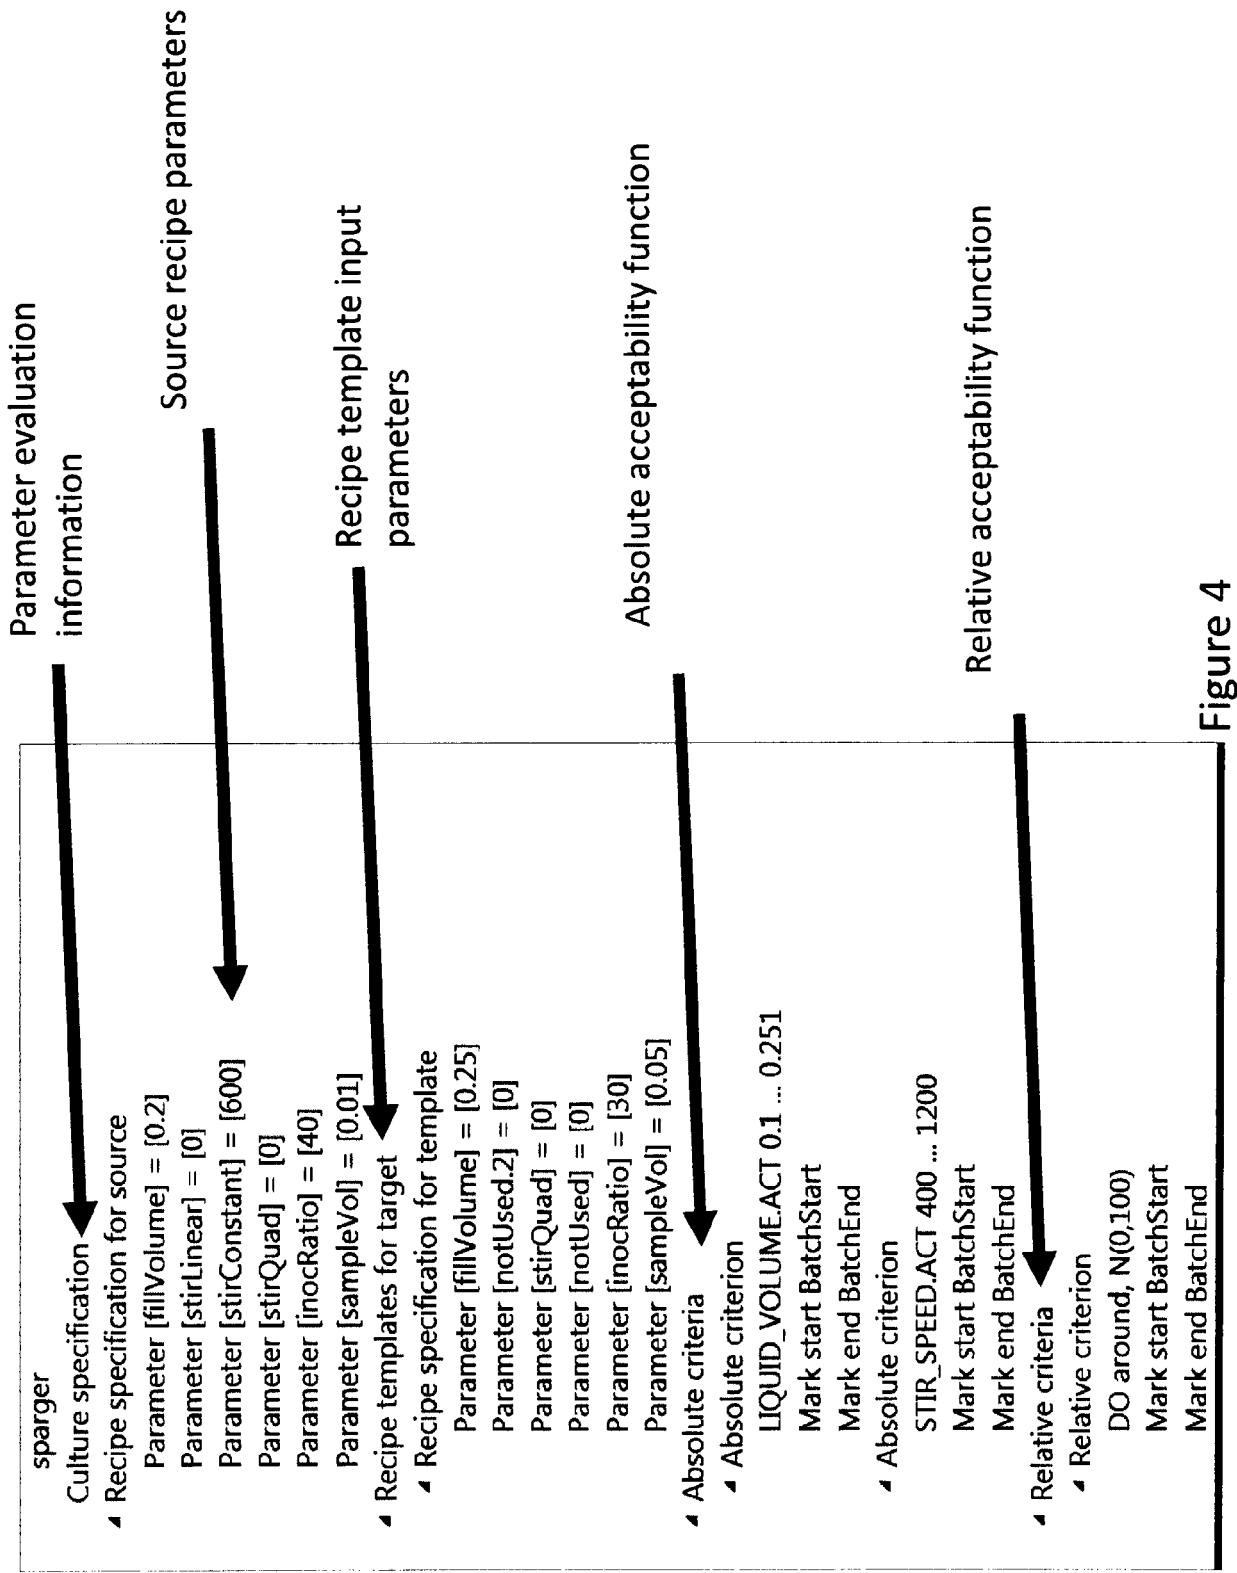 sparger
Culture specification
Recipe specification for source
Parameter [fillVolume] = [0.2]
Parameter [stirLinear] = [0]
Parameter [stirConstant] = [600]
Parameter [stirQuad] = [0]
Parameter [inocRatio] = [40]
Parameter [sampleVol] = [0.01]
Recipe templates for target
Recipe specification for template
Parameter [fillVolume] = [0.25]
Parameter [notUsed.2] = [0]
Parameter [stirQuad] = [0]
Parameter [notUsed] = [0]
Parameter [inocRatio] = [30]
Parameter [sampleVol] = [0.05]
Absolute criteria
Absolute criterion
LIQUID_VOLUME.ACT 0.1 ... 0.251
Mark start BatchStart
Mark end BatchEnd
Absolute criterion
STIR_SPEED.ACT 400 ... 1200
Mark start BatchStart
Mark end BatchEnd
Relative criteria
Relative criterion
DO around, N(0,100)
Mark start BatchStart
Mark end BatchEnd
Parameter evaluation
information
Source recipe parameters
Recipe template input
parameters
Absolute acceptability function
Relative acceptability function
Figure 4